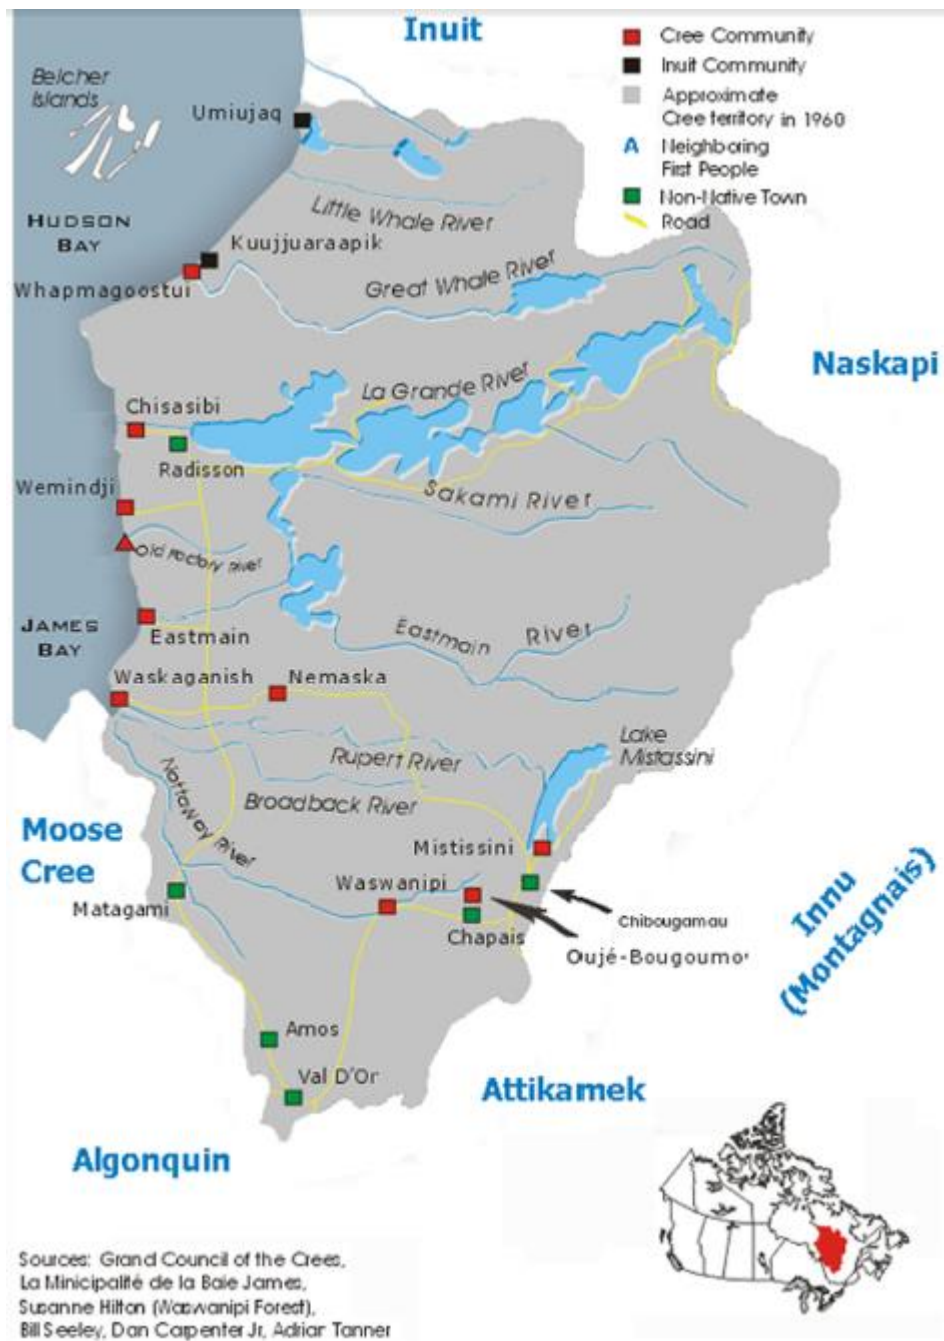 Inuit
Cree Community
Inuit Community
Approximate
Cree territory in 1960
A Neighboring
First People
Non-Native Town
Road
Belcher
Islands
Umiujaq
Little Whale River
HUDSON
BAY
Kuujjuaraapik
Whapmagoostui
Great Whale River
Naskapi
La Grande River
Chisasibi
Radisson
Wemindji
Sakami River
Old Factory River
JAMES
BAY
Eastmain
Eastmain River
Waskaganish
Nemaska
Lake
Mistassini
Rupert River
Nottaway River
Broadback River
Moose
Cree
Mistissini
Waswanipi
Matagami
Chapais
Chibougamau
Oujé-Bougoumo
Innu
(Montagnais)
Amos
Val D'Or
Attikamek
Algonquin
Sources: Grand Council of the Crees,
La Minicipalité de la Baie James,
Susanne Hilton (Waswanipi Forest),
Bill Seeley, Dan Carpenter Jr, Adrian Tanner